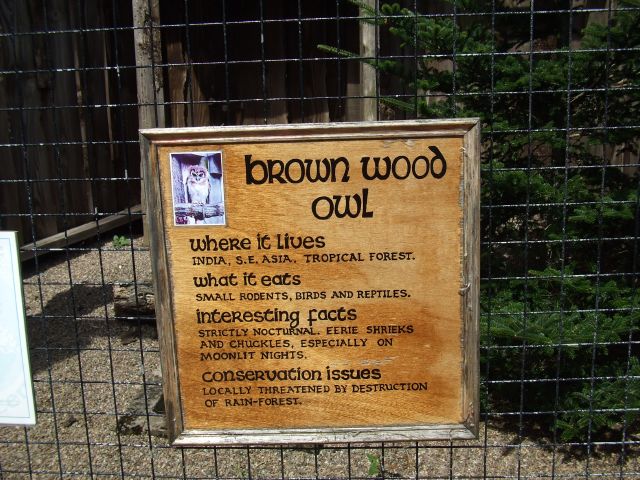 brown wood
owl
where it lives
INDIA, S.E. ASIA. TROPICAL FOREST.
what it eats
SMALL RODENTS, BIRDS AND REPTILES.
interesting facts
STRICTLY NOCTURNAL. EERIE SHRIEKS
AND CHUCKLES, ESPECIALLY ON
MOONLIT NIGHTS.
conservation issues
LOCALLY THREATENED BY DESTRUCTION
OF RAIN-FOREST.